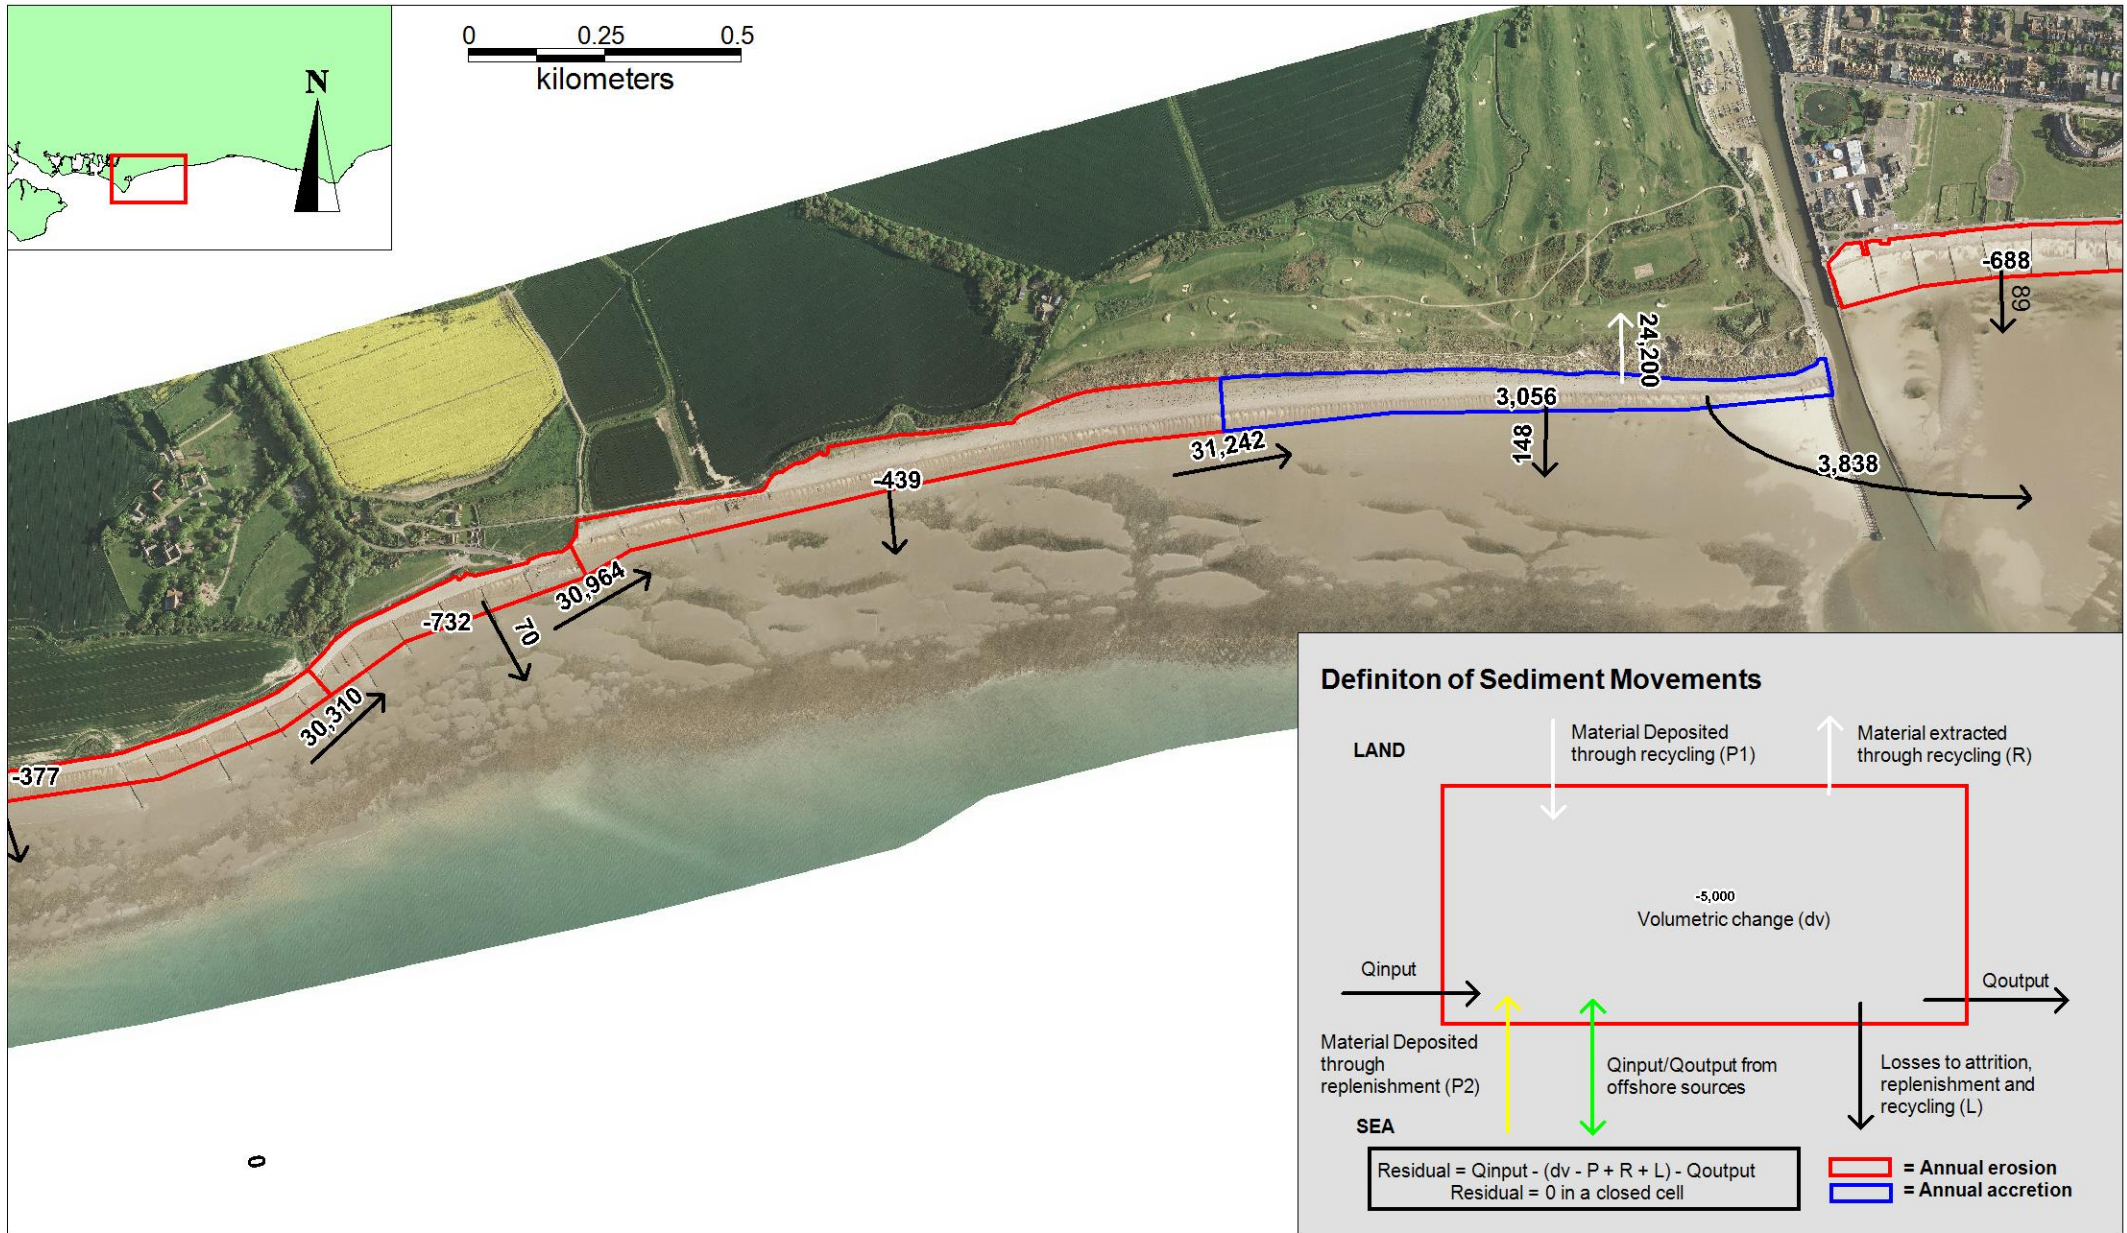 0 0.25 0.5
kilometers
N
-688
89
24,200
3,056
148
31,242
3,838
-439
30,964
-732
70
30,310
-377
0
Definiton of Sediment Movements
LAND
Material Deposited
through recycling (P1)
Material extracted
through recycling (R)
-5,000
Volumetric change (dv)
Qinput
Qoutput
Material Deposited
through
replenishment (P2)
Qinput/Qoutput from
offshore sources
Losses to attrition,
replenishment and
recycling (L)
SEA
Residual = Qinput - (dv - P + R + L) - Qoutput
Residual = 0 in a closed cell
= Annual erosion
= Annual accretion